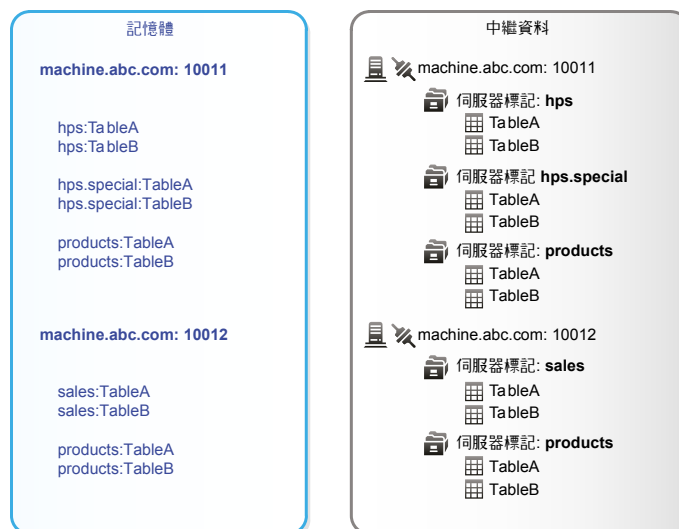 記憶體
machine.abc.com: 10011
hps:TableA
hps:TableB
hps.special:TableA
hps.special:TableB
products:TableA
products:TableB
machine.abc.com: 10012
sales:TableA
sales:TableB
products:TableA
products:TableB
中繼資料
machine.abc.com: 10011
伺服器標記: hps
TableA
TableB
伺服器標記 hps.special
TableA
TableB
伺服器標記: products
TableA
TableB
machine.abc.com: 10012
伺服器標記: sales
TableA
TableB
伺服器標記: products
TableA
TableB